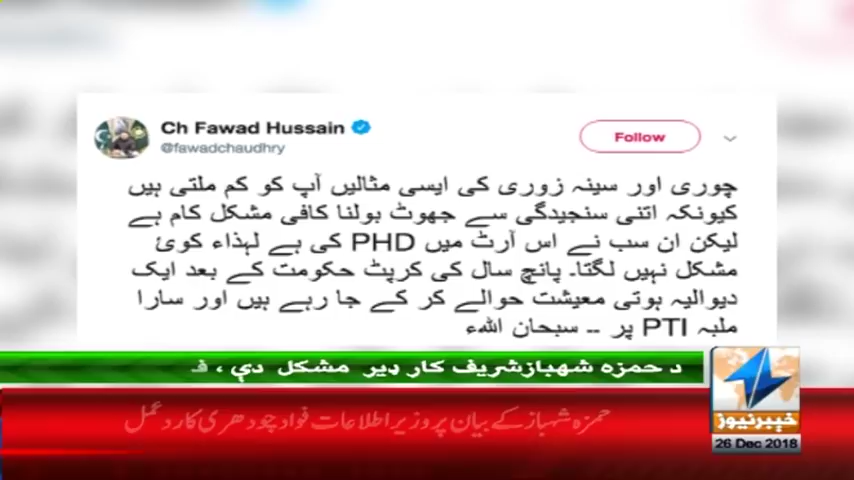 Ch Fawad Hussain
@fawadchaudhry
Follow
چوری اور سینہ زوری کی ایسی مثالیں آپ کو کم ملتی ہیں
کیونکہ اتنی سنجیدگی سے جھوٹ بولنا کافی مشکل کام ہے
لیکن ان سب نے اس آرٹ میں PHD کی ہے لہذاء کوئ
مشکل نہیں لگتا۔ پانچ سال کی کرپٹ حکومت کے بعد ایک
دیوالیہ ہوتی معیشت حوالے کر کے جا رہے ہیں اور سارا
ملبہ PTI پر -- سبحان اللہء
د حمزه شهبازشريف کار ډير مشکل دې ، ف
حمزہ شہباز کے بیان پر وزیر اطلاعات فواد چودھری کا ردعمل
خیبرنیوز
26 Dec 2018